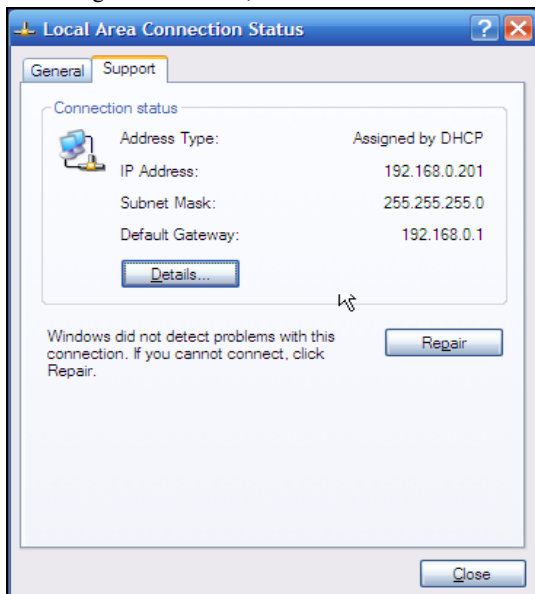 Local Area Connection Status
General Support
Connection status
Address Type: Assigned by DHCP
IP Address: 192.168.0.201
Subnet Mask: 255.255.255.0
Default Gateway: 192.168.0.1
Details...
Windows did not detect problems with this
connection. If you cannot connect, click
Repair.
Repair
Close